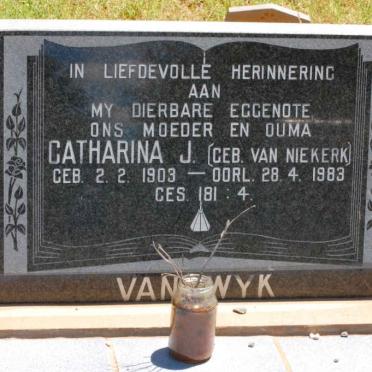 IN LIEFDEVOLLE HERINNERING
AAN
MY DIERBARE EGGENOTE
ONS MOEDER EN OUMA
CATHARINA J. (GEB. VAN NIEKERK)
GEB. 2. 2. 1903 — OORL. 28. 4. 1983
GES. 181 : 4.
VAN WYK